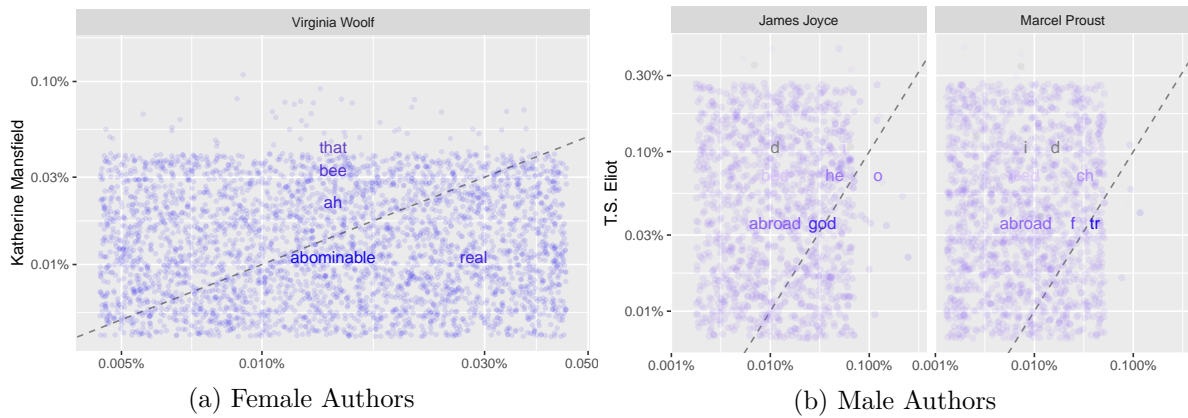 Virginia Woolf
Katherine Mansfield
0.10%
0.03%
0.01%
that
bee
ah
abominable
real
0.005%
0.010%
0.030%
0.050%
(a) Female Authors
James Joyce
Marcel Proust
T.S. Eliot
0.30%
0.10%
0.03%
0.01%
d
he
o
abroad
god
i
d
ch
abroad
f
tr
0.001%
0.010%
0.100%
0.001%
0.010%
0.100%
(b) Male Authors